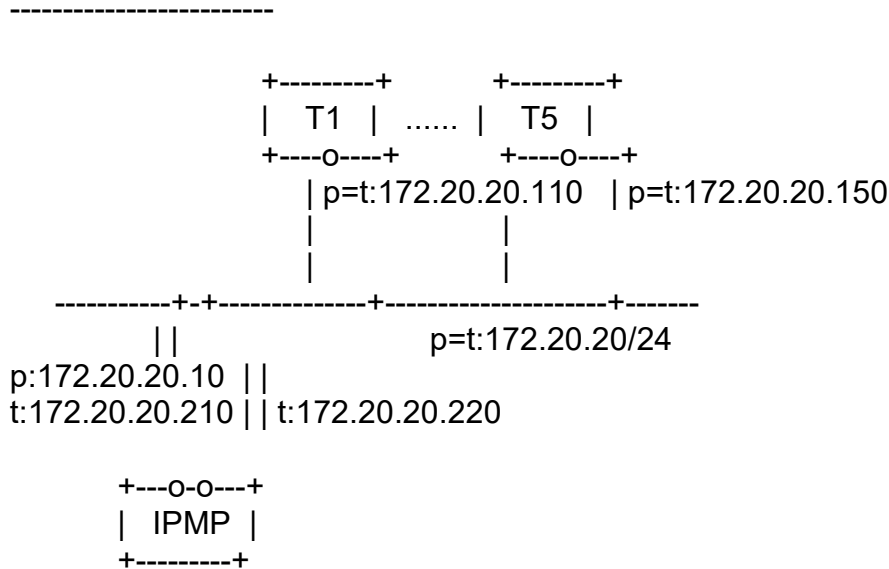 -------------------------
+---------+ +---------+
| T1 | ...... | T5 |
+----o----+ +----o----+
| p=t:172.20.20.110 | p=t:172.20.20.150
| |
| |
-----------+-+--------------+---------------------+-------
| | p=t:172.20.20/24
p:172.20.20.10 | |
t:172.20.20.210 | | t:172.20.20.220
+---o-o---+
| IPMP |
+---------+